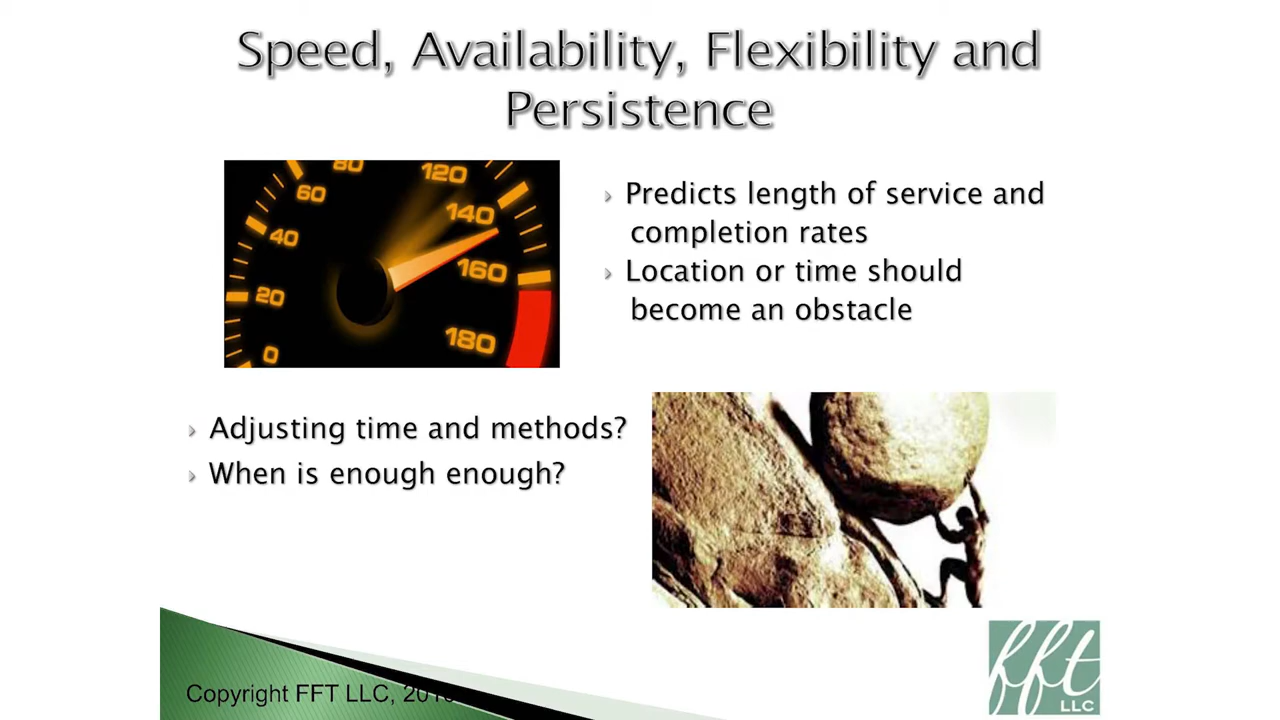 Speed, Availability, Flexibility and
Persistence
80
120
60
140
40
160
20
180
0
Predicts length of service and
completion rates
Location or time should
become an obstacle
Adjusting time and methods?
When is enough enough?
fft
LLC
Copyright FFT LLC,